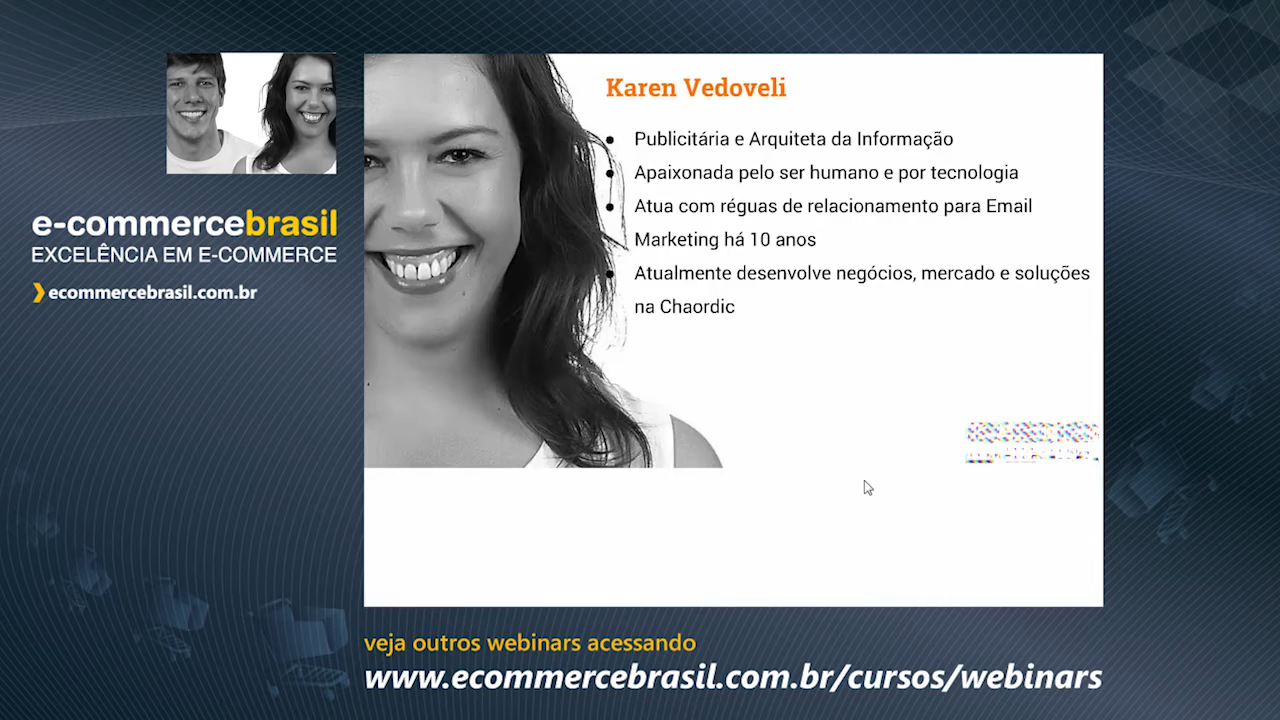 e-commercebrasil
EXCELÊNCIA EM E-COMMERCE
ecommercebrasil.com.br
Karen Vedoveli
Publicitária e Arquiteta da Informação
Apaixonada pelo ser humano e por tecnologia
Atua com réguas de relacionamento para Email
Marketing há 10 anos
Atualmente desenvolve negócios, mercado e soluções
na Chaordic
veja outros webinars acessando
www.ecommercebrasil.com.br/cursos/webinars